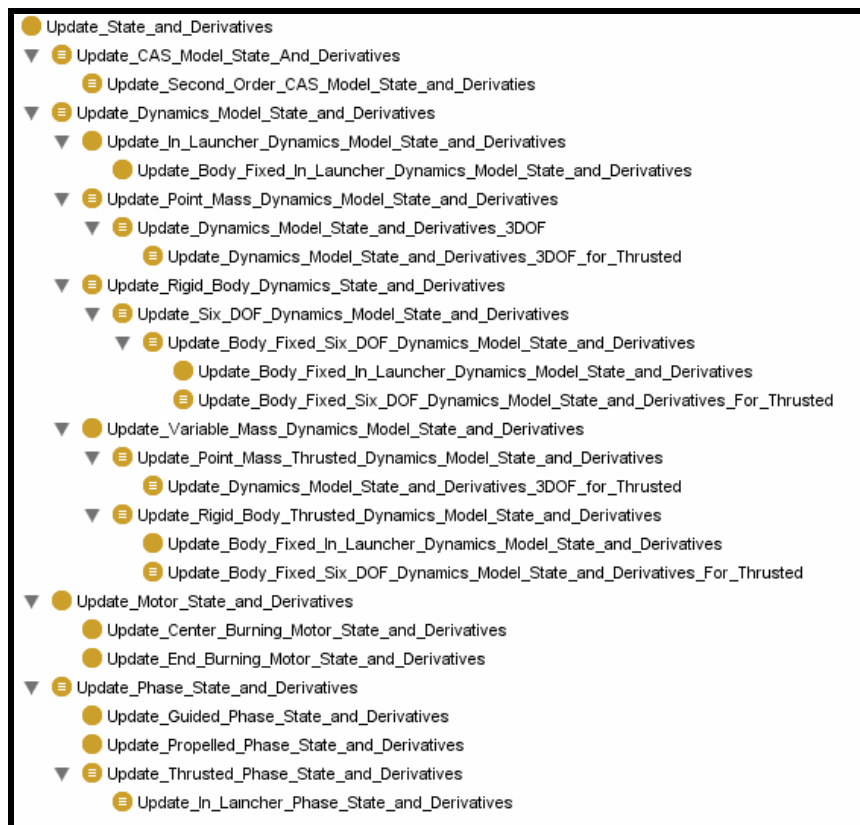 Update_State_and_Derivatives
Update_CAS_Model_State_And_Derivatives
Update_Second_Order_CAS_Model_State_and_Derivaties
Update_Dynamics_Model_State_and_Derivatives
Update_In_Launcher_Dynamics_Model_State_and_Derivatives
Update_Body_Fixed_In_Launcher_Dynamics_Model_State_and_Derivatives
Update_Point_Mass_Dynamics_Model_State_and_Derivatives
Update_Dynamics_Model_State_and_Derivatives_3DOF
Update_Dynamics_Model_State_and_Derivatives_3DOF_for_Thrusted
Update_Rigid_Body_Dynamics_State_and_Derivatives
Update_Six_DOF_Dynamics_Model_State_and_Derivatives
Update_Body_Fixed_Six_DOF_Dynamics_Model_State_and_Derivatives
Update_Body_Fixed_In_Launcher_Dynamics_Model_State_and_Derivatives
Update_Body_Fixed_Six_DOF_Dynamics_Model_State_and_Derivatives_For_Thrusted
Update_Variable_Mass_Dynamics_Model_State_and_Derivatives
Update_Point_Mass_Thrusted_Dynamics_Model_State_and_Derivatives
Update_Dynamics_Model_State_and_Derivatives_3DOF_for_Thrusted
Update_Rigid_Body_Thrusted_Dynamics_Model_State_and_Derivatives
Update_Body_Fixed_In_Launcher_Dynamics_Model_State_and_Derivatives
Update_Body_Fixed_Six_DOF_Dynamics_Model_State_and_Derivatives_For_Thrusted
Update_Motor_State_and_Derivatives
Update_Center_Burning_Motor_State_and_Derivatives
Update_End_Burning_Motor_State_and_Derivatives
Update_Phase_State_and_Derivatives
Update_Guided_Phase_State_and_Derivatives
Update_Propelled_Phase_State_and_Derivatives
Update_Thrusted_Phase_State_and_Derivatives
Update_In_Launcher_Phase_State_and_Derivatives